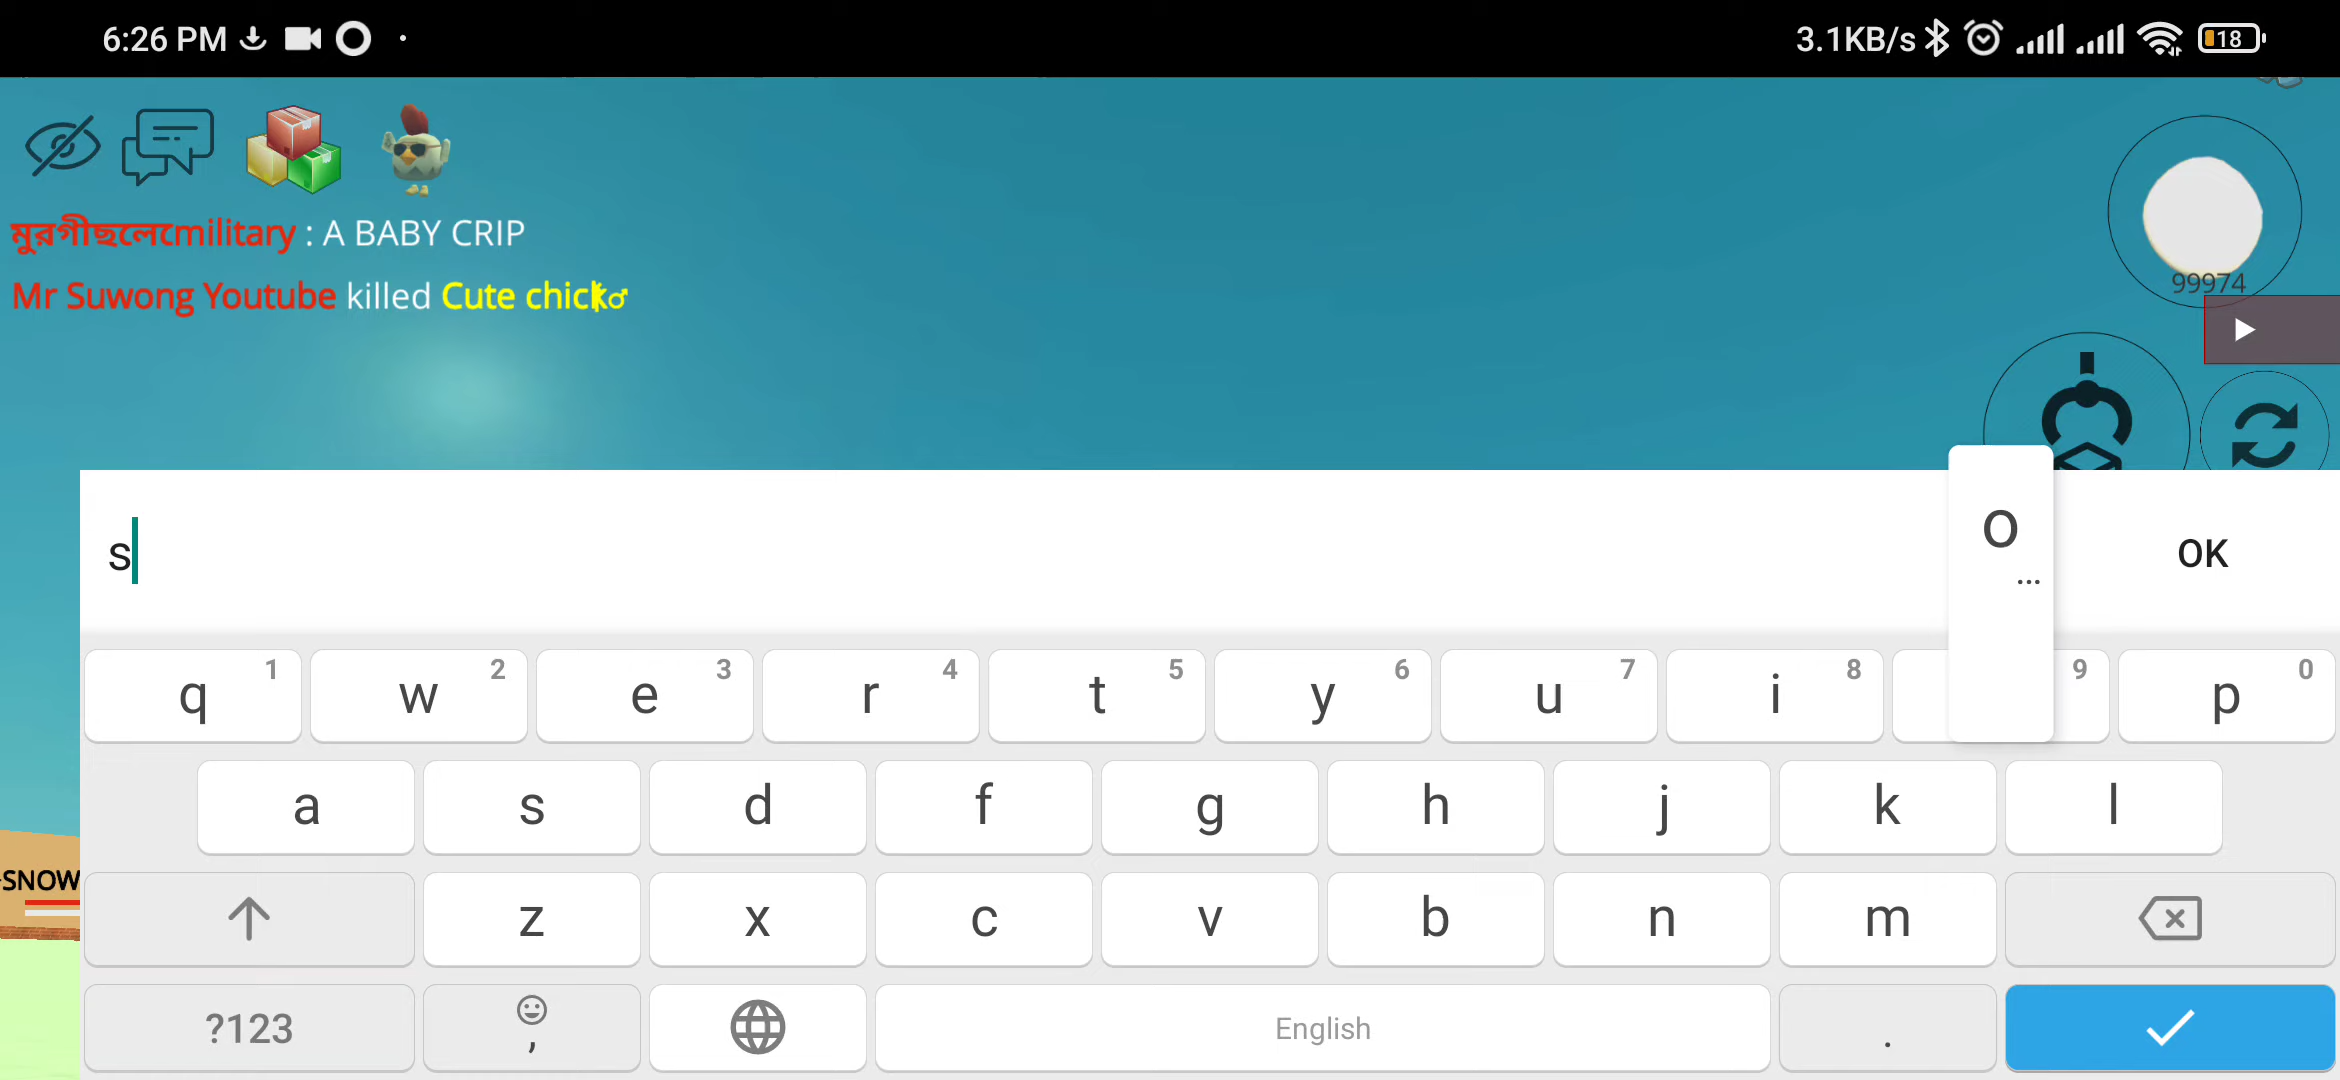 6:26 PM 3.1KB/s 18
মুরগীছলেmilitary : A BABY CRIP
Mr Suwong Youtube killed Cute chick♂
99974
s
o
...
OK
q 1 w 2 e 3 r 4 t 5 y 6 u 7 i 8 9 p 0
a s d f g h j k l
SNOW
z x c v b n m
?123 , English .